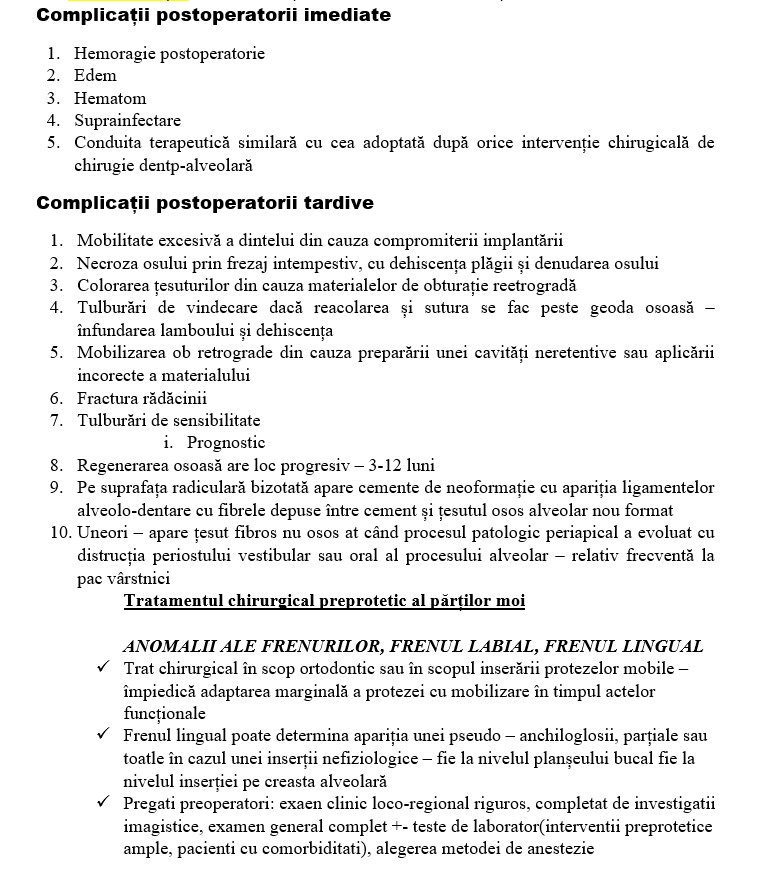 Complicații postoperatorii imediate
1. Hemoragie postoperatorie
2. Edem
3. Hematom
4. Suprainfectare
5. Conduita terapeutică similară cu cea adoptată după orice intervenție chirugicală de
chirugie dentp-alveolară
Complicații postoperatorii tardive
1. Mobilitate excesivă a dintelui din cauza compromiterii implantării
2. Necroza osului prin frezaj intempestiv, cu dehiscența plăgii și denudarea osului
3. Colorarea țesuturilor din cauza materialelor de obturație reetrogradă
4. Tulburări de vindecare dacă reacolarea și sutura se fac peste geoda osoasă –
înfundarea lamboului și dehiscența
5. Mobilizarea ob retrograde din cauza preparării unei cavități neretentive sau aplicării
incorecte a materialului
6. Fractura rădăcinii
7. Tulburări de sensibilitate
i. Prognostic
8. Regenerarea osoasă are loc progresiv – 3-12 luni
9. Pe suprafața radiculară bizotată apare cemente de neoformație cu apariția ligamentelor
alveolo-dentare cu fibrele depuse între cement și țesutul osos alveolar nou format
10. Uneori – apare țesut fibros nu osos at când procesul patologic periapical a evoluat cu
distrucția periostului vestibular sau oral al procesului alveolar – relativ frecventă la
pac vârstnici
Tratamentul chirurgical preprotetic al părților moi
ANOMALII ALE FRENURILOR, FRENUL LABIAL, FRENUL LINGUAL
✓ Trat chirurgical în scop ortodontic sau în scopul inserării protezelor mobile –
împiedică adaptarea marginală a protezei cu mobilizare în timpul actelor
funcționale
✓ Frenul lingual poate determina apariția unei pseudo – anchiloglosii, parțiale sau
toatle în cazul unei inserții nefiziologice – fie la nivelul planșeului bucal fie la
nivelul inserției pe creasta alveolară
✓ Pregati preoperatori: exaen clinic loco-regional riguros, completat de investigatii
imagistice, examen general complet +- teste de laborator(interventii preprotetice
ample, pacienti cu comorbiditati), alegerea metodei de anestezie